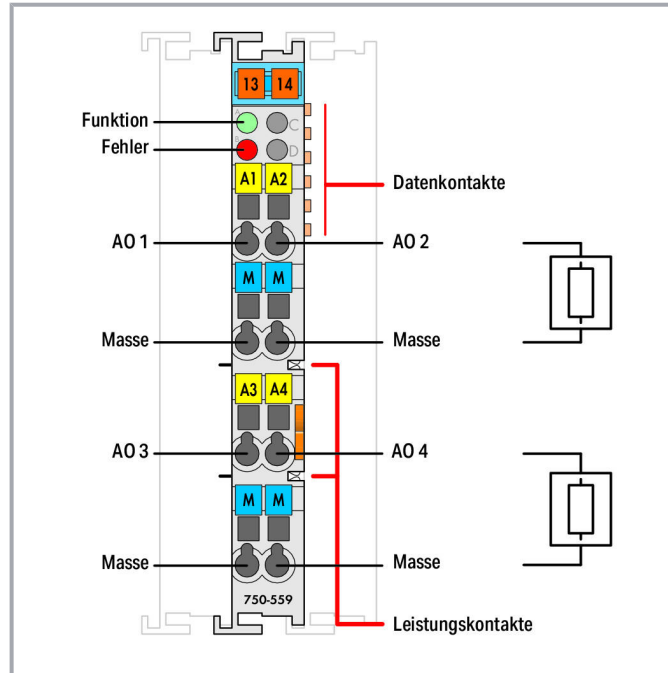 13 14
Funktion
A C
Fehler
B D
A1 A2
Datenkontakte
AO 1
AO 2
M M
Masse
Masse
A3 A4
AO 3
AO 4
M M
Masse
Masse
750-559
Leistungskontakte